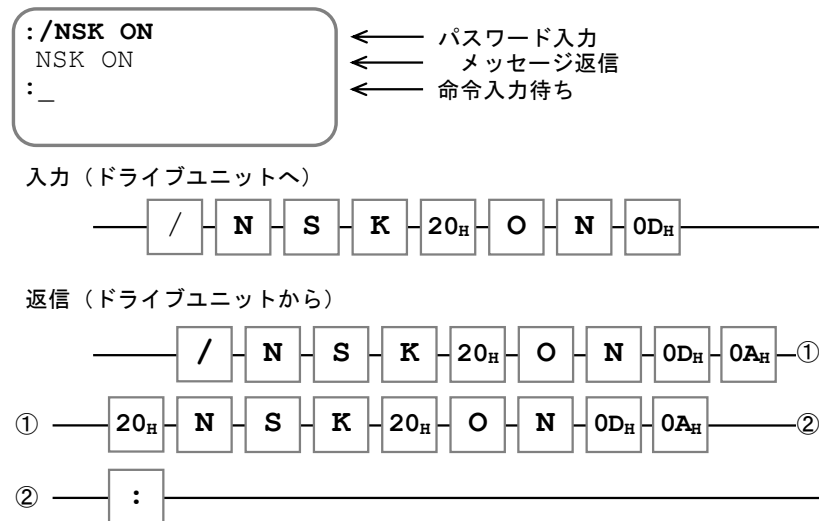 :/NSK ON
NSK ON
:_
パスワード入力
メッセージ返信
命令入力待ち
入力（ドライブユニットへ）
/ N S K 20H O N 0DH
返信（ドライブユニットから）
/ N S K 20H O N 0DH 0AH ①
① 20H N S K 20H O N 0DH 0AH ②
② :